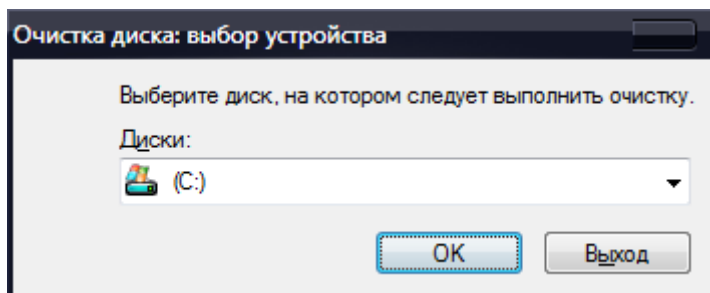 Очистка диска: выбор устройства
Выберите диск, на котором следует выполнить очистку.
Диски:
(C:)
OK Выход